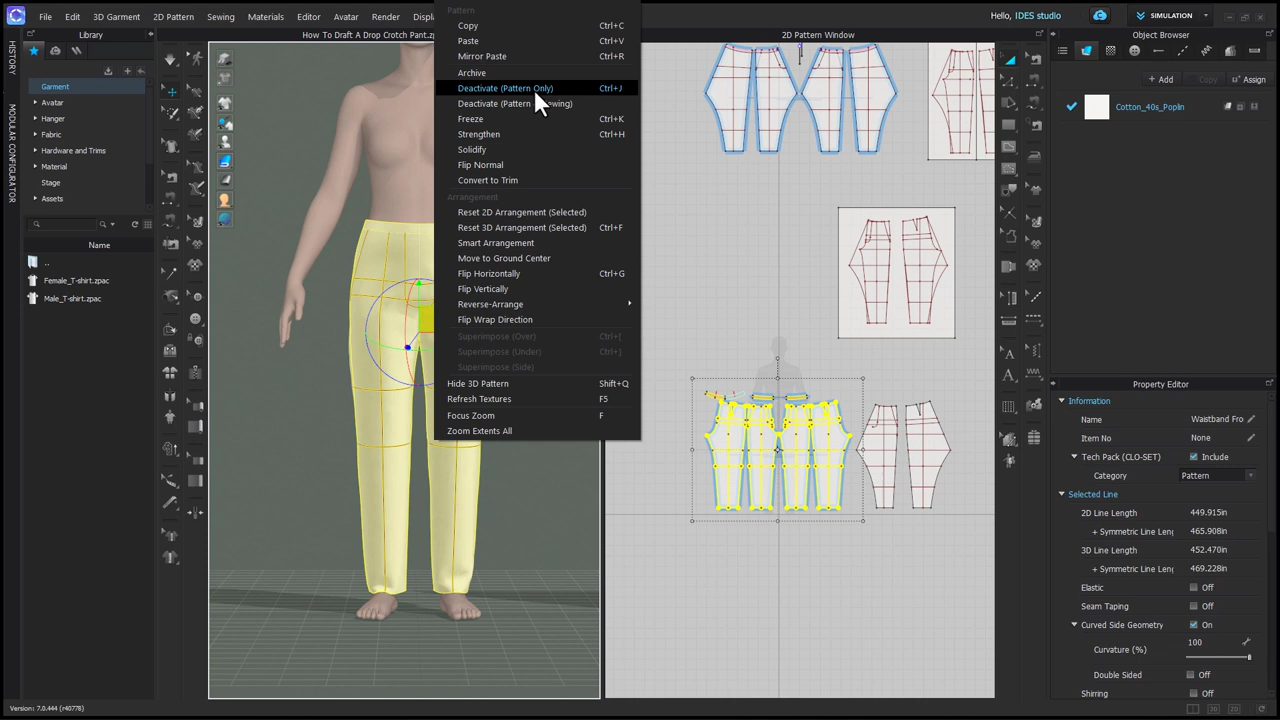 File
Edit
3D Garment
2D Pattern
Sewing
Materials
Editor
Avatar
Render
Hello, IDES studio
SIMULATION
HISTORY
MODULAR CONFIGURATOR
Library
Garment
Avatar
Hanger
Fabric
Hardware and Trims
Material
Stage
Assets
Name
..
Female_T-shirt.zpac
Male_T-shirt.zpac
How To Draft A Drop Crotch Pant.zp
Pattern
Copy Ctrl+C
Paste Ctrl+V
Mirror Paste Ctrl+R
Archive
Deactivate (Pattern Only) Ctrl+J
Deactivate (Pattern
Freeze Ctrl+K
Strengthen Ctrl+H
Solidify
Flip Normal
Convert to Trim
Arrangement
Reset 2D Arrangement (Selected)
Reset 3D Arrangement (Selected) Ctrl+F
Smart Arrangement
Move to Ground Center
Flip Horizontally Ctrl+G
Flip Vertically
Reverse-Arrange
Flip Wrap Direction
Superimpose (Over) Ctrl+[
Superimpose (Under) Ctrl+]
Superimpose (Side)
Hide 3D Pattern Shift+Q
Refresh Textures F5
Focus Zoom F
Zoom Extents All
2D Pattern Window
Object Browser
+ Add
Copy
Assign
Cotton_40s_Poplin
Property Editor
Information
Name Waistband Fro
Item No None
Tech Pack (CLO-SET) Include
Category Pattern
Selected Line
2D Line Length 449.915in
+ Symmetric Line Leng 465.908in
3D Line Length 452.470in
+ Symmetric Line Leng 469.228in
Elastic Off
Seam Taping Off
Curved Side Geometry On
Curvature (%) 100
Double Sided Off
Shirring Off
Version: 7.0.444 (r40778)